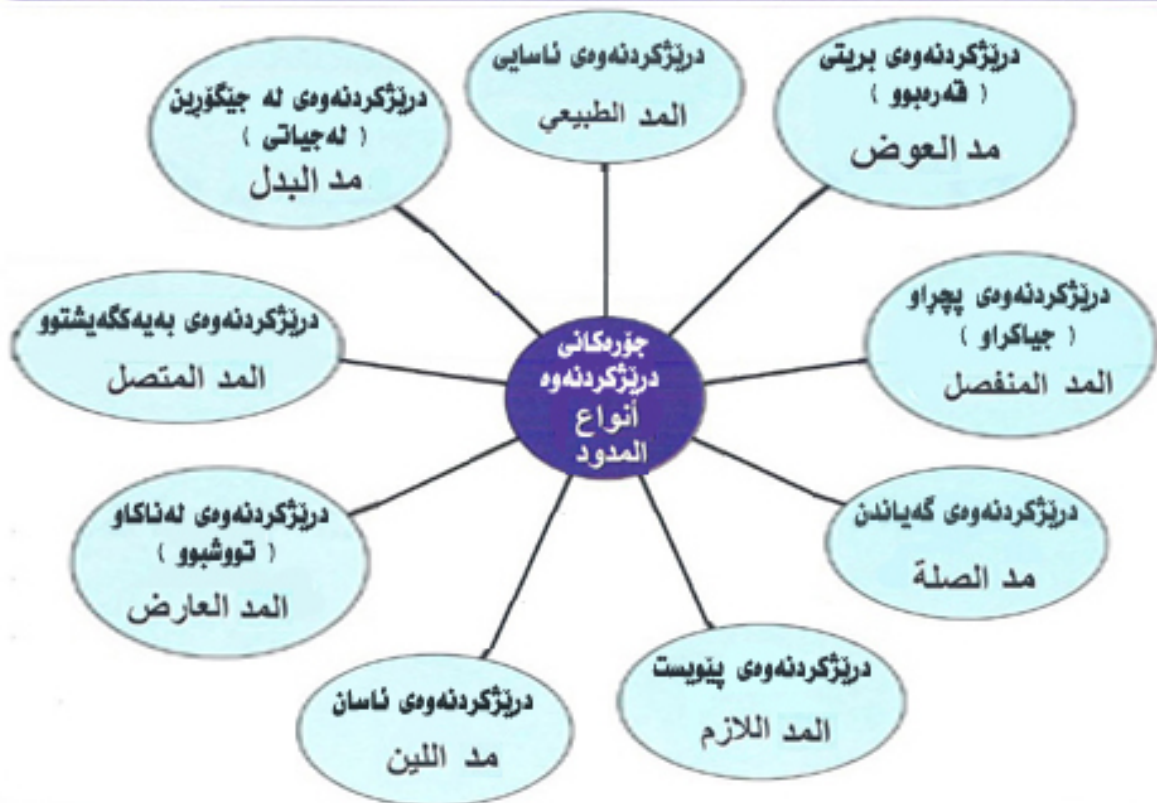 جۆرەکانی
درێژکردنەوە
أنواع
المدود
درێژکردنەوەی ئاسایی
المد الطبيعي
درێژکردنەوەی بریتی
( قەرەبوو )
مد العوض
درێژکردنەوەی پچڕاو
( جیاکراو )
المد المنفصل
درێژکردنەوەی گەیاندن
مد الصلة
درێژکردنەوەی پێویست
المد اللازم
درێژکردنەوەی ئاسان
مد اللين
درێژکردنەوەی لەناکاو
( تووشبوو )
المد العارض
درێژکردنەوەی بەیەکگەیشتوو
المد المتصل
درێژکردنەوەی لە جێگۆڕین
( لەجیاتی )
مد البدل